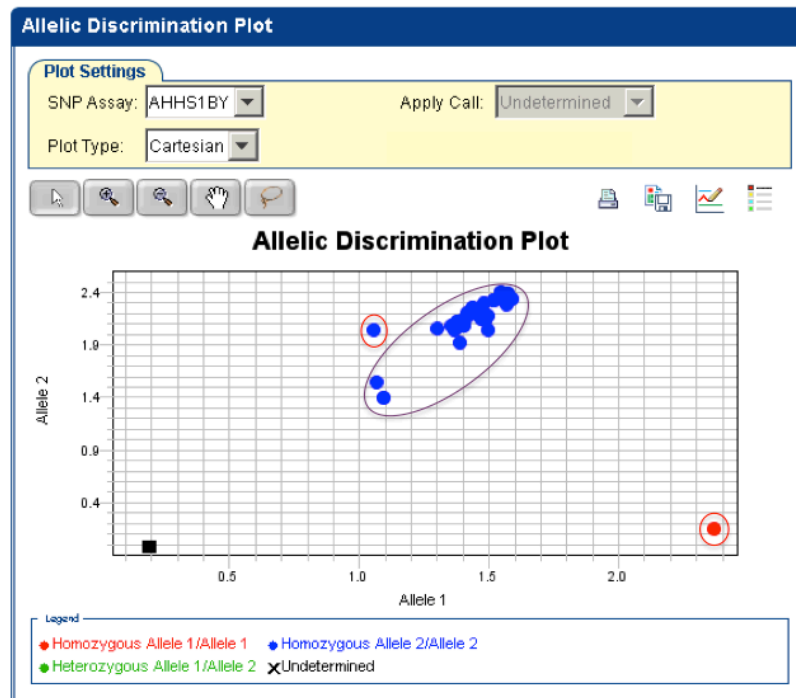 Allelic Discrimination Plot
Plot Settings
SNP Assay: AHHS1BY Apply Call: Undetermined
Plot Type: Cartesian
Allelic Discrimination Plot
2.4
1.9
1.4
0.9
0.4
Allele 2
0.5 1.0 1.5 2.0
Allele 1
Legend
Homozygous Allele 1/Allele 1 Homozygous Allele 2/Allele 2
Heterozygous Allele 1/Allele 2 Undetermined